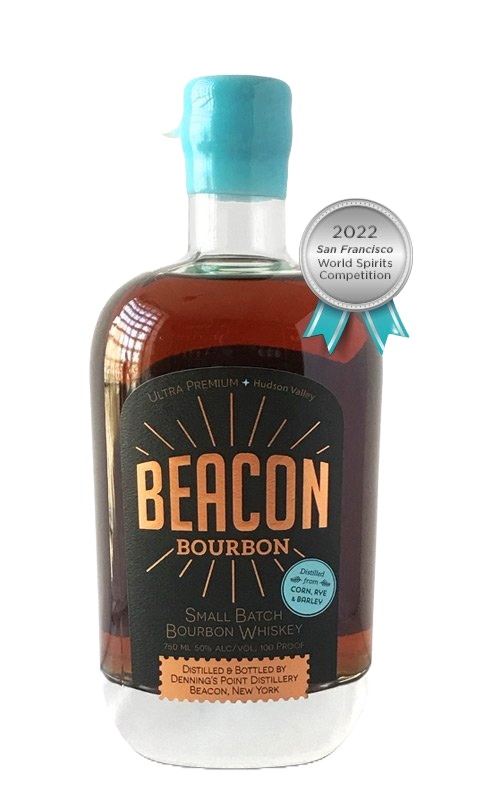 2022
San Francisco
World Spirits
Competition
ULTRA PREMIUM ✦ Hudson Valley
BEACON
BOURBON
Distilled
from
CORN, RYE
& BARLEY
SMALL BATCH
BOURBON WHISKEY
750 ML 50% ALC/VOL, 100 PROOF
DISTILLED & BOTTLED BY
DENNING'S POINT DISTILLERY
BEACON, NEW YORK